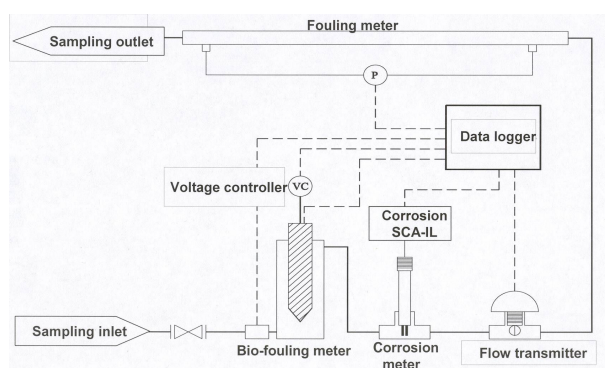 Fouling meter
Sampling outlet
P
Data logger
Voltage controller
VC
Corrosion
SCA-IL
Sampling inlet
Bio-fouling meter
Corrosion
meter
Flow transmitter